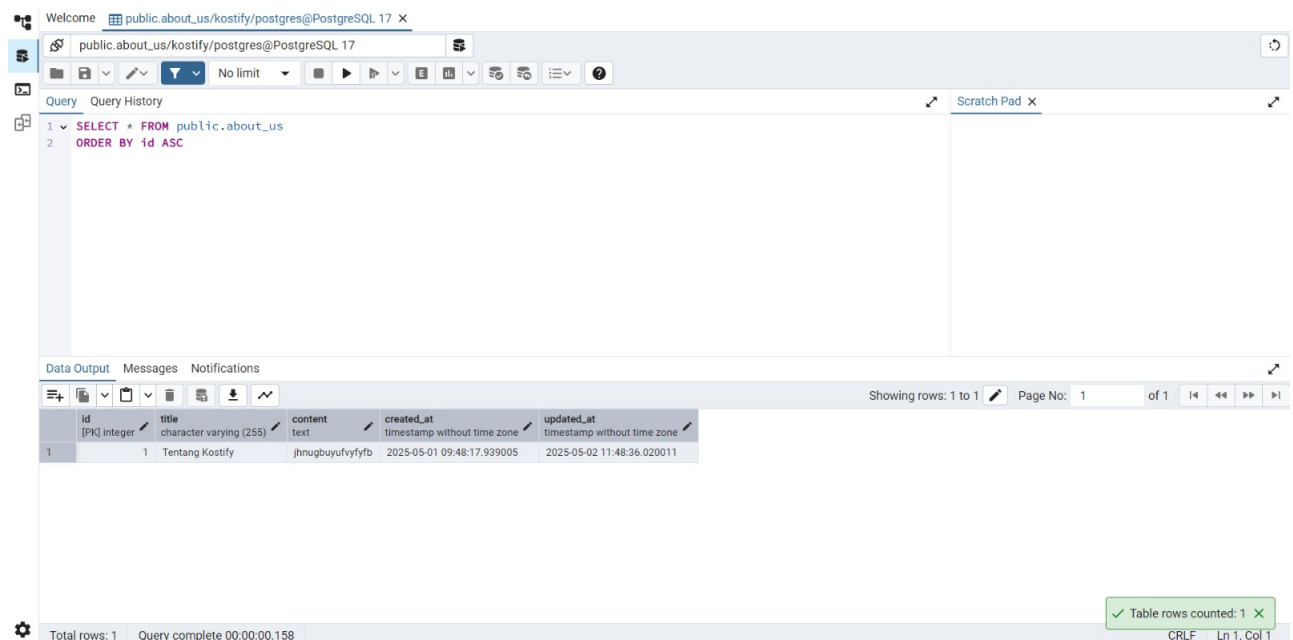 Welcome public.about_us/kostify/postgres@PostgreSQL 17
public.about_us/kostify/postgres@PostgreSQL 17
No limit E
Query Query History Scratch Pad
1 SELECT * FROM public.about_us
2 ORDER BY id ASC
Data Output Messages Notifications
Showing rows: 1 to 1 Page No: 1 of 1
id title content created_at updated_at
[PK] integer character varying (255) text timestamp without time zone timestamp without time zone
1 1 Tentang Kostify jhnugbuyufvyfyfb 2025-05-01 09:48:17.939005 2025-05-02 11:48:36.020011
Table rows counted: 1
Total rows: 1 Query complete 00:00:00.158 CRLF Ln 1, Col 1